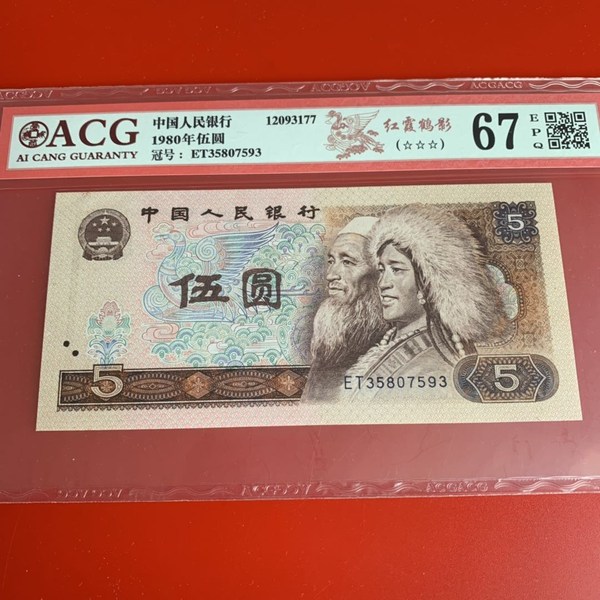 ACG
AI CANG GUARANTY
中国人民银行 12093177
1980年伍圆
冠号: ET35807593
红霞鹤影
(☆☆☆)
67
EPQ
中国人民银行
5
伍圆
5
ET35807593
5